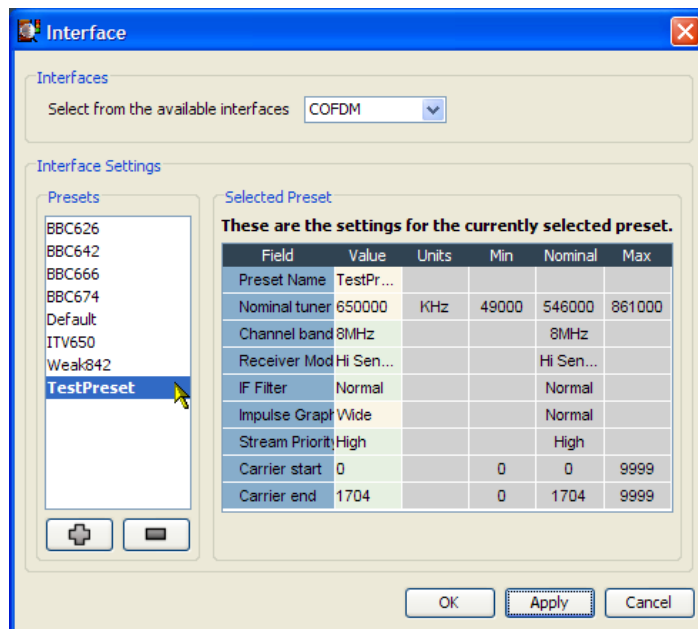 Interface
Interfaces
Select from the available interfaces COFDM
Interface Settings
Presets
BBC626
BBC642
BBC666
BBC674
Default
ITV650
Weak842
TestPreset
Selected Preset
These are the settings for the currently selected preset.
Field Value Units Min Nominal Max
Preset Name TestPr...
Nominal tuner 650000 KHz 49000 546000 861000
Channel band 8MHz 8MHz
Receiver Mod Hi Sen... Hi Sen...
IF Filter Normal Normal
Impulse Graph Wide Normal
Stream Priority High High
Carrier start 0 0 0 9999
Carrier end 1704 0 1704 9999
OK Apply Cancel